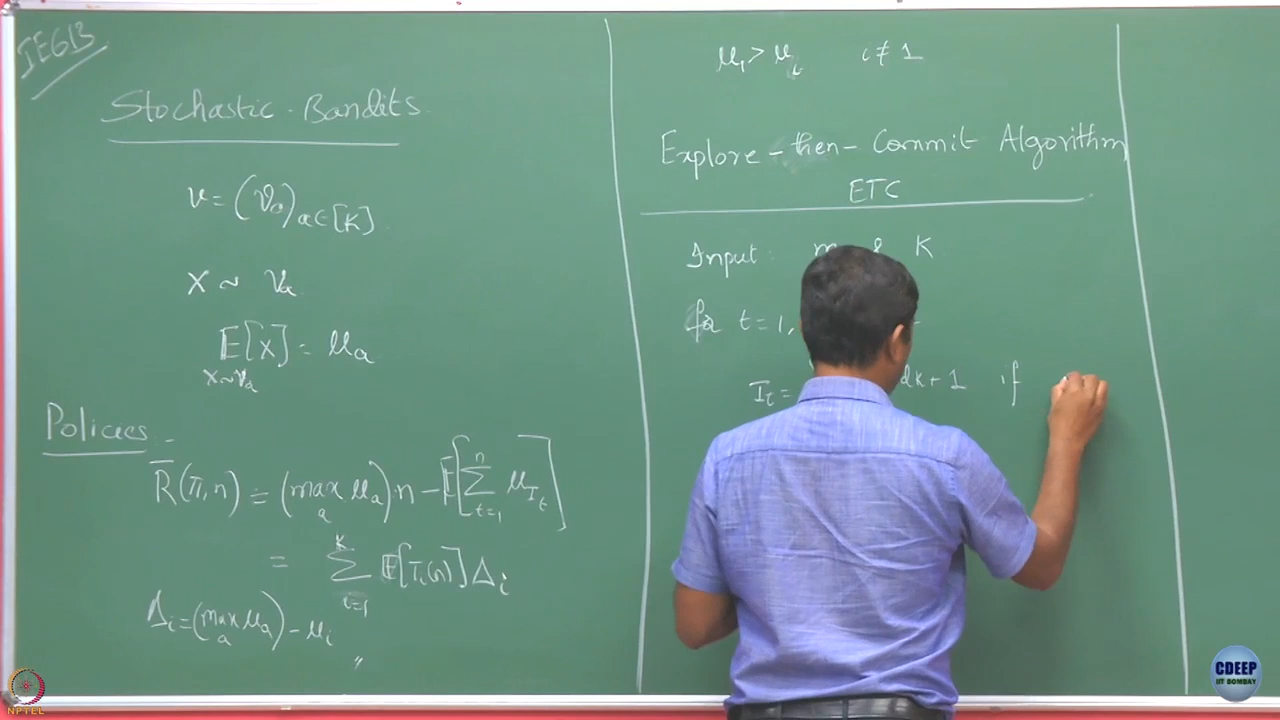 IE613
Stochastic Bandits
ν = (ν_a)_{a∈[K]}
X ~ ν_a
E[X] = μ_a
X~ν_a
Policies -
R̄(π,n) = (max_a μ_a)·n - E[∑_{t=1}^{n} μ_{I_t}]
= ∑_{i=1}^{K} E[T_i(n)] Δ_i
Δ_i = (max_a μ_a) - μ_i
μ_1 > μ_i i ≠ 1
Explore-then-Commit Algorithm
ETC
Input: m & K
for t=1,
I_t = dK+1 if
CDEEP
IIT BOMBAY
NPTEL